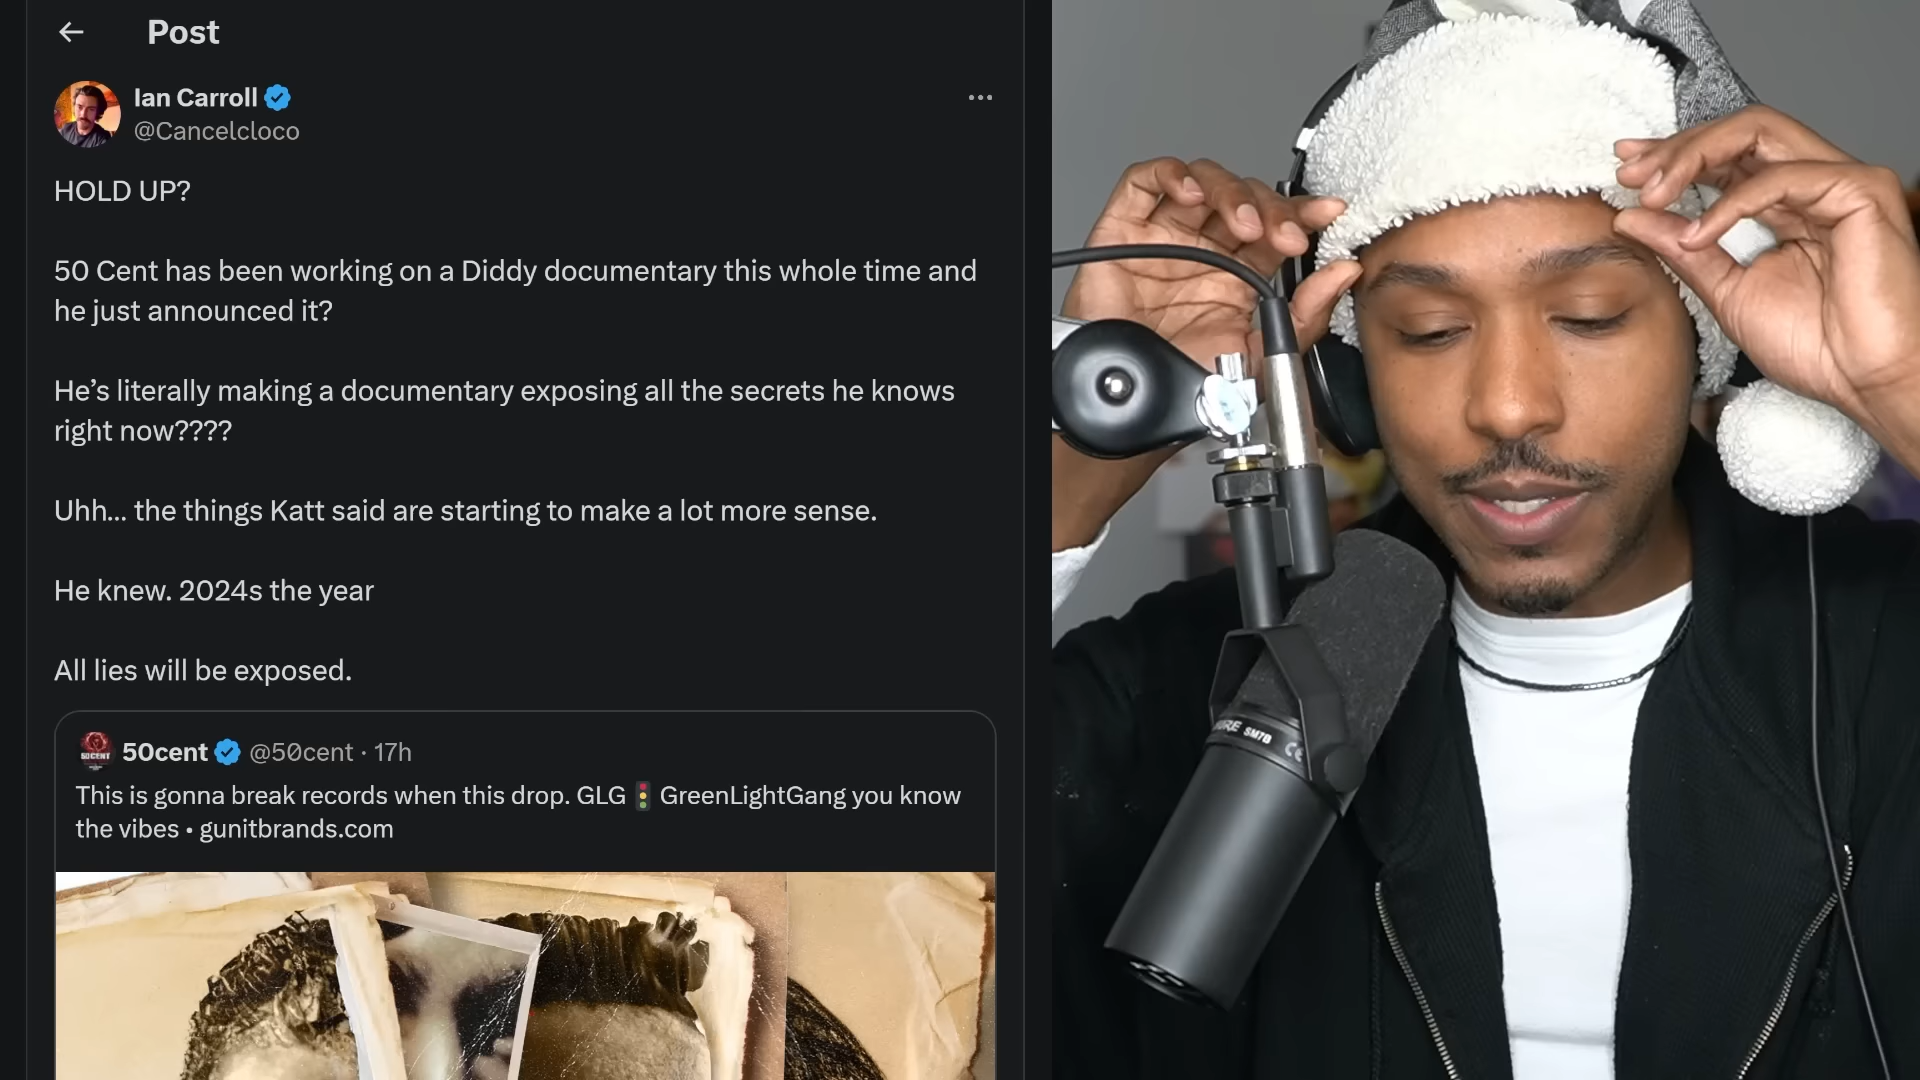 Post
Ian Carroll
@Cancelcloco
HOLD UP?
50 Cent has been working on a Diddy documentary this whole time and
he just announced it?
He’s literally making a documentary exposing all the secrets he knows
right now????
Uhh... the things Katt said are starting to make a lot more sense.
He knew. 2024s the year
All lies will be exposed.
50cent @50cent · 17h
This is gonna break records when this drop. GLG 🚦 GreenLightGang you know
the vibes • gunitbrands.com
50CENT
SM7B
CE